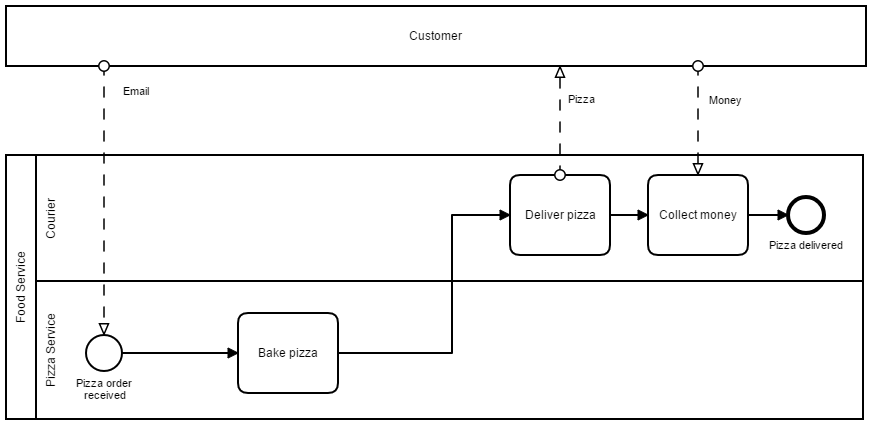 Customer
Email
Pizza
Money
Food Service
Courier
Deliver pizza
Collect money
Pizza delivered
Pizza Service
Bake pizza
Pizza order
received